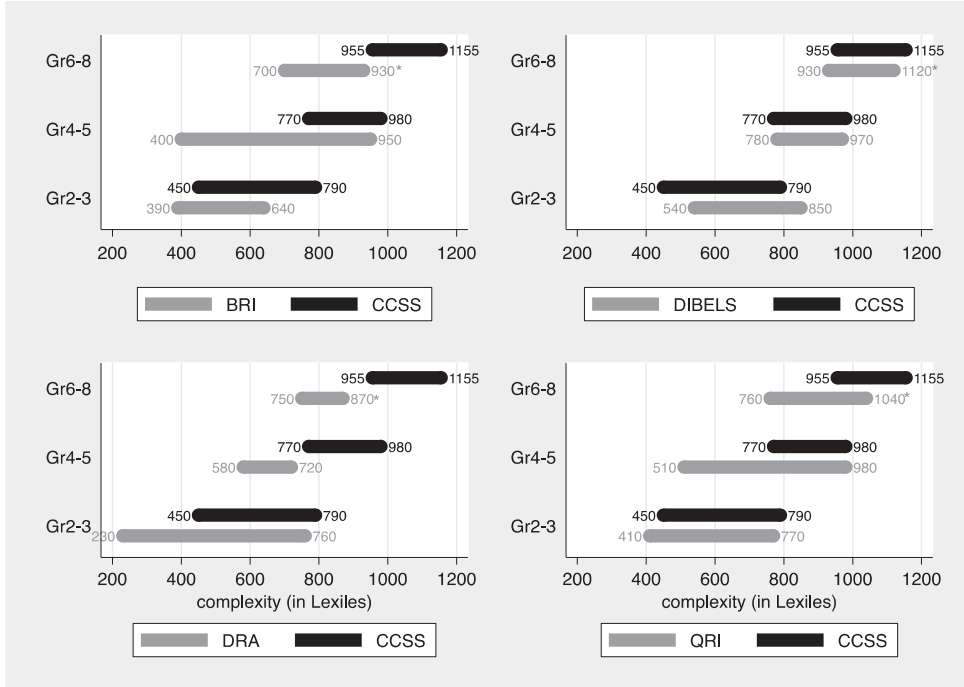 Gr6-8
955 1155
700 930*
Gr4-5
770 980
400 950
Gr2-3
450 790
390 640
200 400 600 800 1000 1200
BRI CCSS
Gr6-8
955 1155
930 1120*
Gr4-5
770 980
780 970
Gr2-3
450 790
540 850
200 400 600 800 1000 1200
DIBELS CCSS
Gr6-8
955 1155
750 870*
Gr4-5
770 980
580 720
Gr2-3
450 790
230 760
200 400 600 800 1000 1200
complexity (in Lexiles)
DRA CCSS
Gr6-8
955 1155
760 1040*
Gr4-5
770 980
510 980
Gr2-3
450 790
410 770
200 400 600 800 1000 1200
complexity (in Lexiles)
QRI CCSS